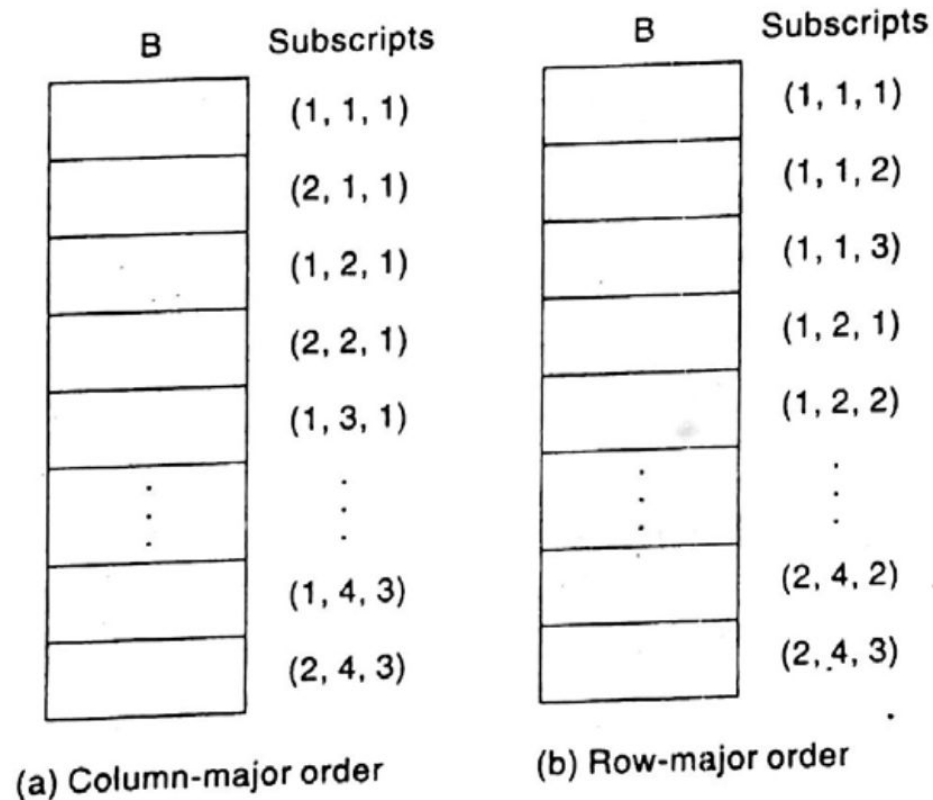 B Subscripts
(1, 1, 1)
(2, 1, 1)
(1, 2, 1)
(2, 2, 1)
(1, 3, 1)
(1, 4, 3)
(2, 4, 3)
(a) Column-major order
B Subscripts
(1, 1, 1)
(1, 1, 2)
(1, 1, 3)
(1, 2, 1)
(1, 2, 2)
(2, 4, 2)
(2, 4, 3)
(b) Row-major order